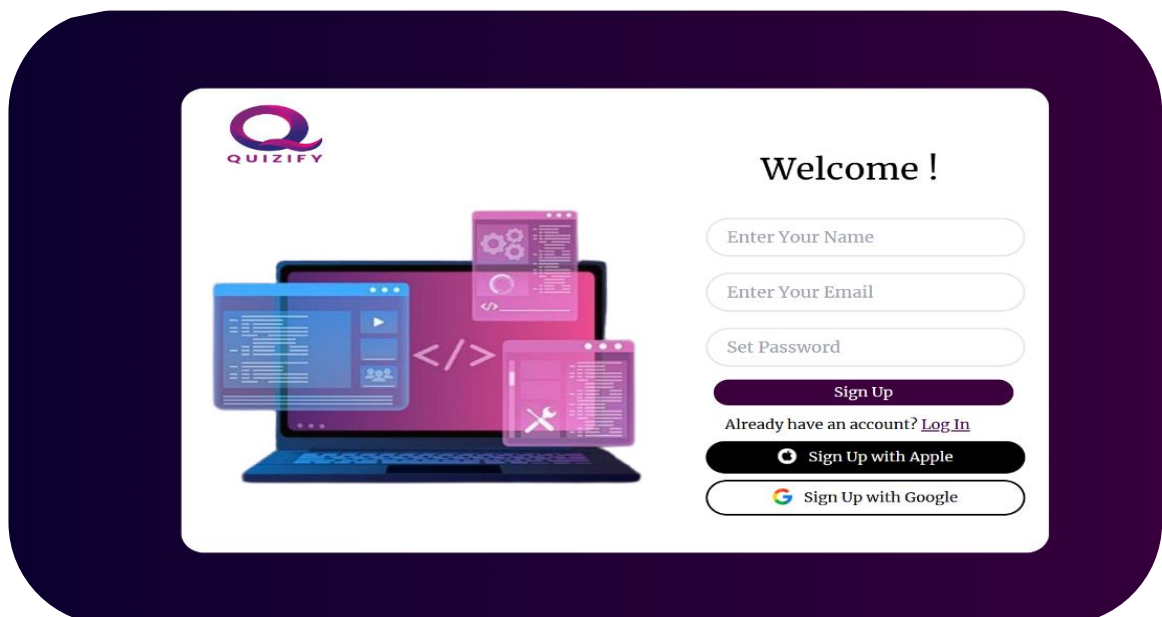 QUIZIFY
Welcome !
Enter Your Name
Enter Your Email
Set Password
Sign Up
Already have an account? Log In
Sign Up with Apple
Sign Up with Google
</>
</>